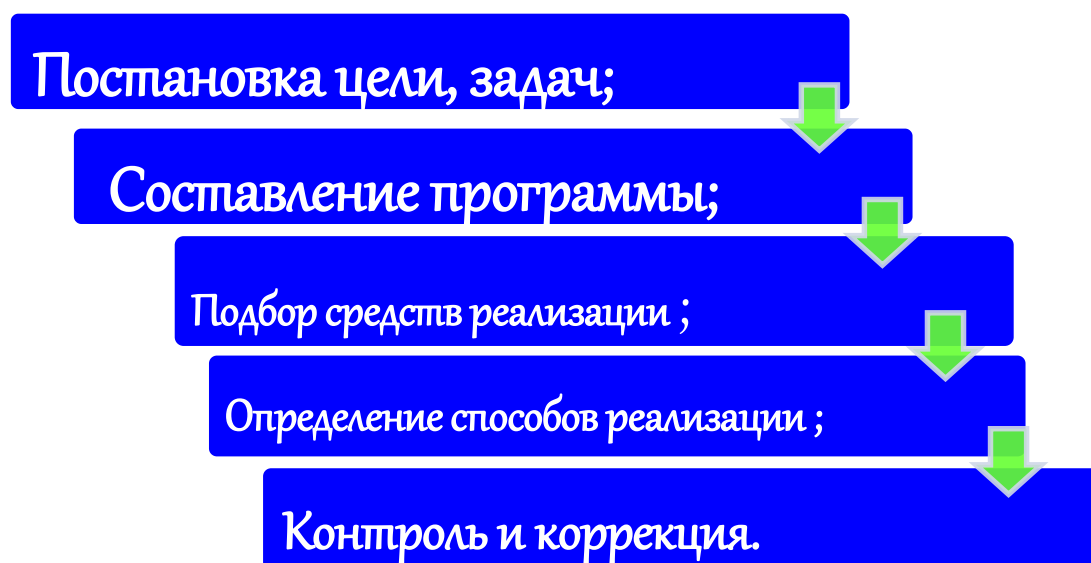 Постановка цели, задач;
Составление программы;
Подбор средств реализации ;
Определение способов реализации ;
Контроль и коррекция.